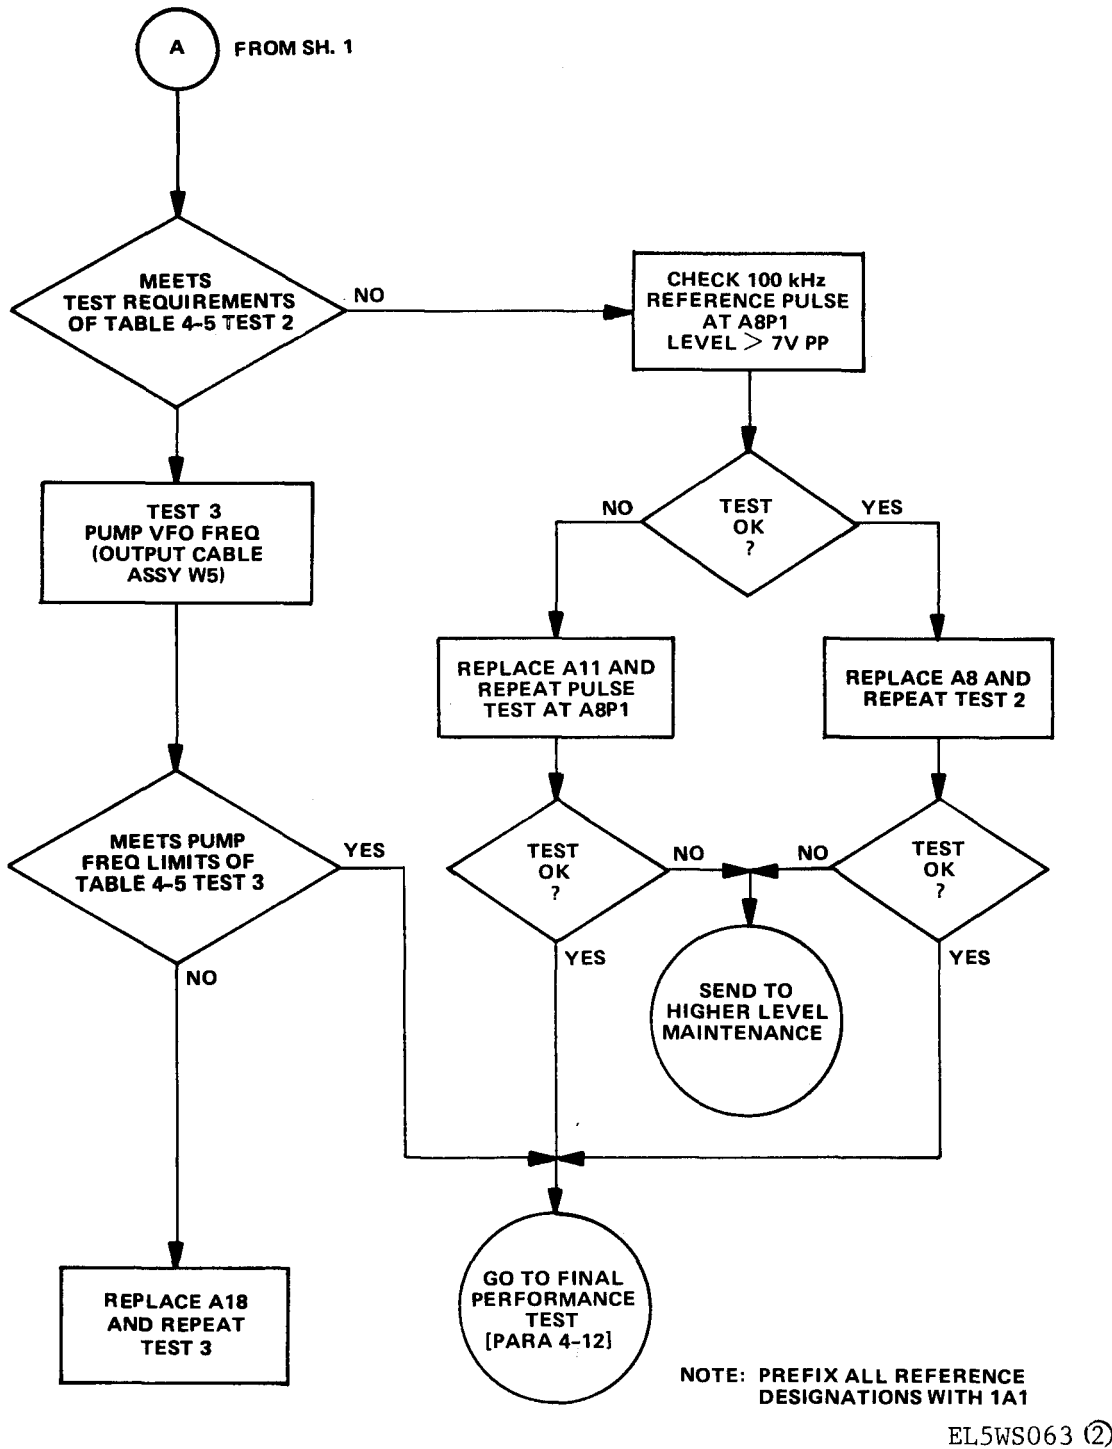 A
FROM SH. 1
MEETS
TEST REQUIREMENTS
OF TABLE 4-5 TEST 2
NO
CHECK 100 kHz
REFERENCE PULSE
AT A8P1
LEVEL > 7V PP
TEST 3
PUMP VFO FREQ
(OUTPUT CABLE
ASSY W5)
NO
TEST
OK
?
YES
REPLACE A11 AND
REPEAT PULSE
TEST AT A8P1
REPLACE A8 AND
REPEAT TEST 2
MEETS PUMP
FREQ LIMITS OF
TABLE 4-5 TEST 3
YES
NO
TEST
OK
?
NO
YES
NO
TEST
OK
?
YES
SEND TO
HIGHER LEVEL
MAINTENANCE
REPLACE A18
AND REPEAT
TEST 3
GO TO FINAL
PERFORMANCE
TEST
[PARA 4-12]
NOTE: PREFIX ALL REFERENCE
DESIGNATIONS WITH 1A1
EL5WS063 ②